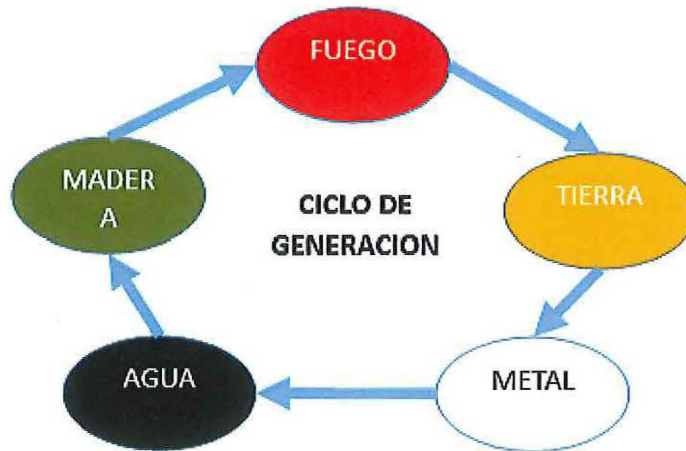 FUEGO
MADER
A
TIERRA
CICLO DE
GENERACION
AGUA
METAL